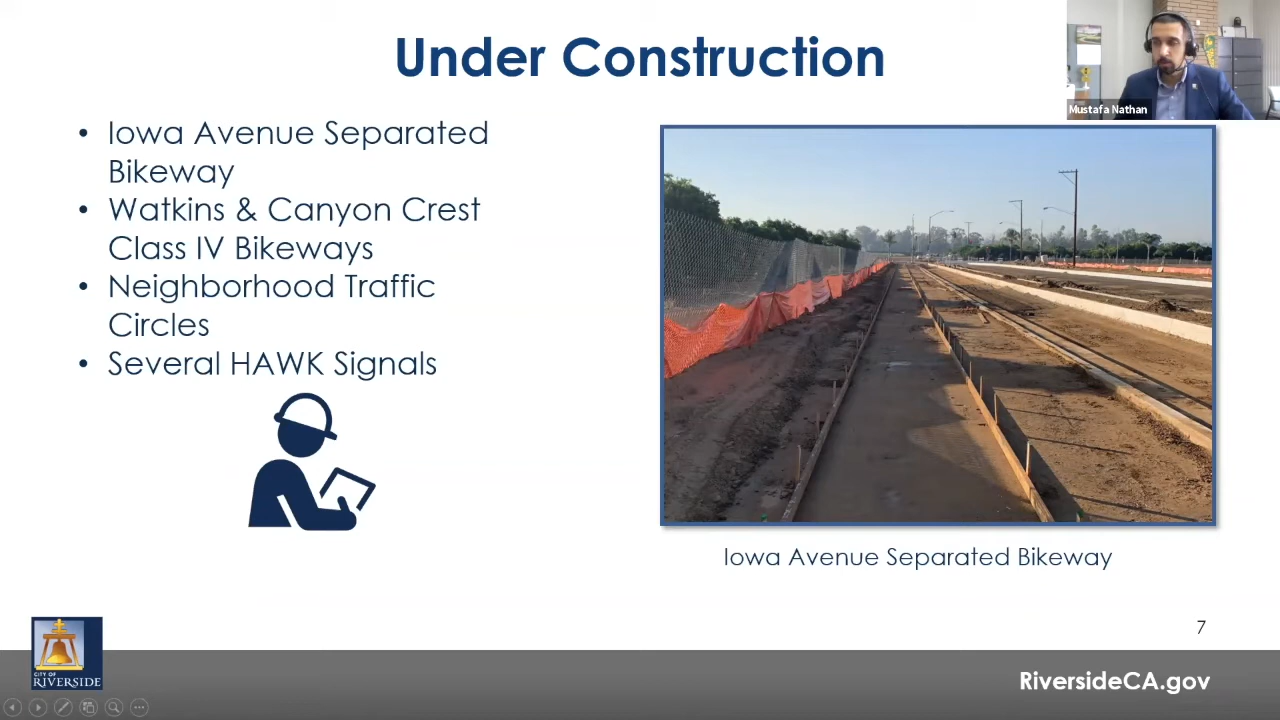 Under Construction
Mustafa Nathan
• Iowa Avenue Separated
Bikeway
• Watkins & Canyon Crest
Class IV Bikeways
• Neighborhood Traffic
Circles
• Several HAWK Signals
Iowa Avenue Separated Bikeway
7
CITY OF
RIVERSIDE
RiversideCA.gov